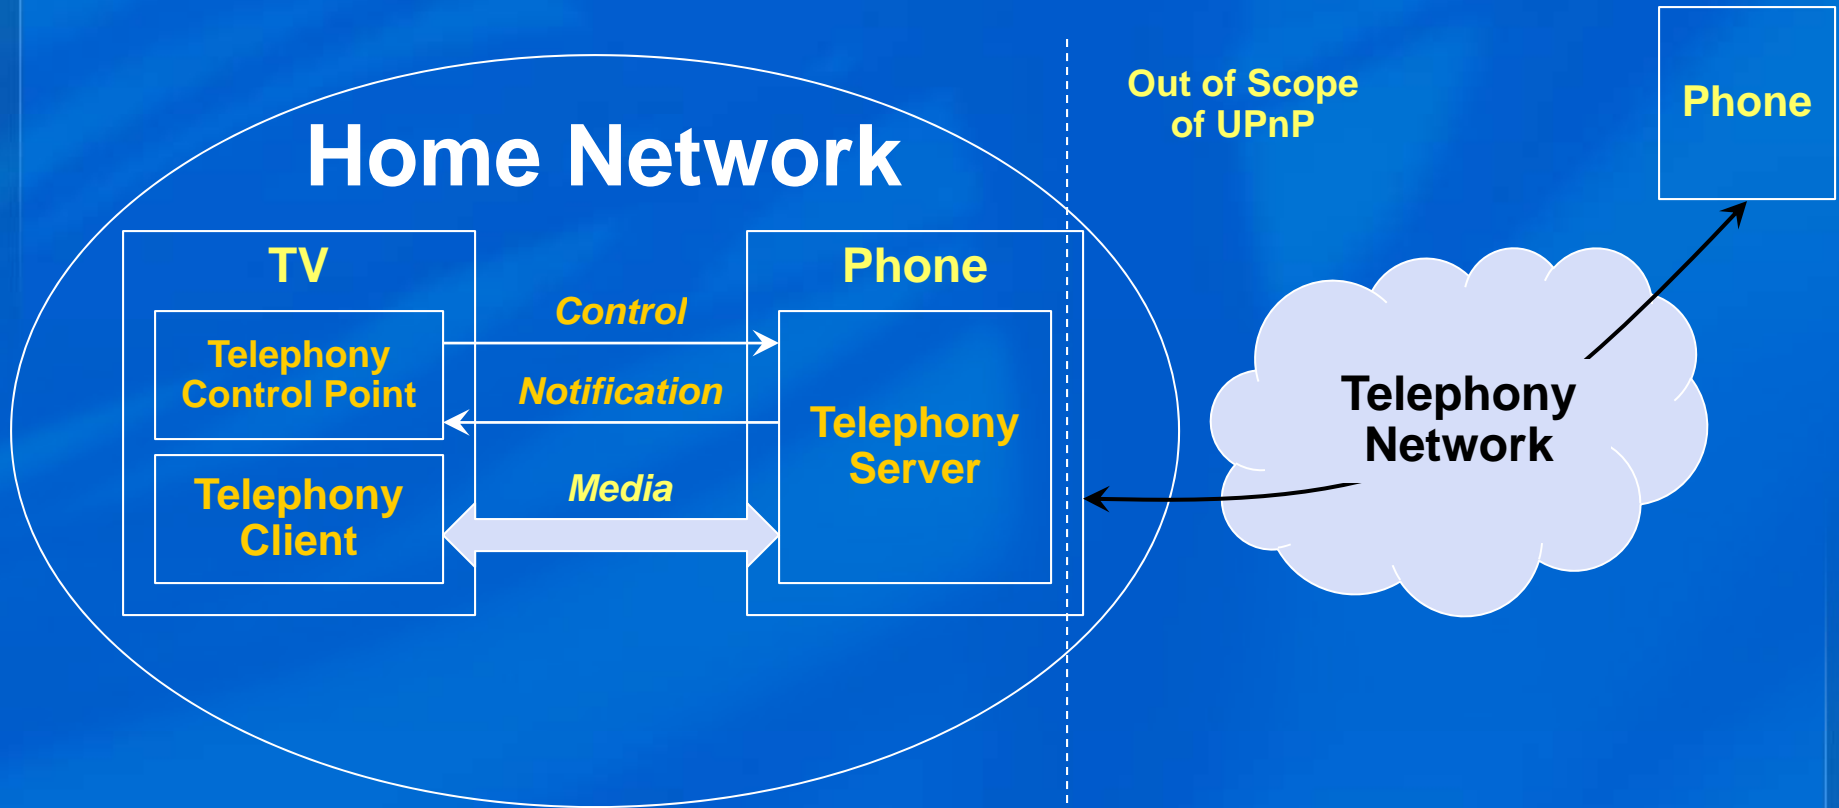 Out of Scope
of UPnP
Phone
Home Network
TV
Phone
Control
Telephony
Control Point
Notification
Telephony
Server
Telephony
Client
Media
Telephony
Network